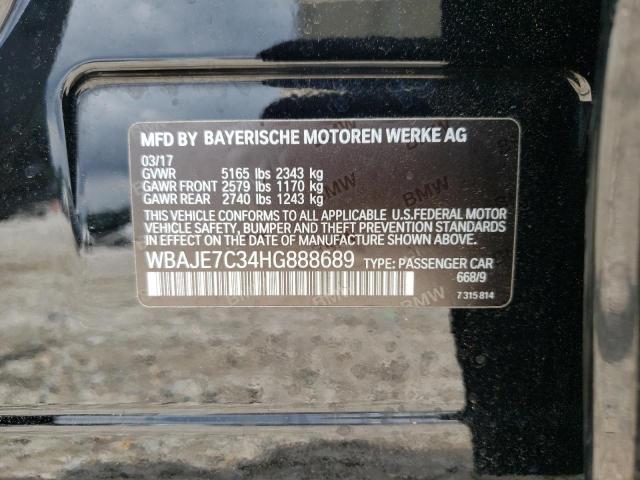 MFD BY BAYERISCHE MOTOREN WERKE AG
03/17
GVWR 5165 lbs 2343 kg
GAWR FRONT 2579 lbs 1170 kg
GAWR REAR 2740 lbs 1243 kg
THIS VEHICLE CONFORMS TO ALL APPLICABLE U.S.FEDERAL MOTOR
VEHICLE SAFETY, BUMPER, AND THEFT PREVENTION STANDARDS
IN EFFECT ON THE DATE OF MANUFACTURE SHOWN ABOVE.
WBAJE7C34HG888689 TYPE: PASSENGER CAR
668/9
7 315 814